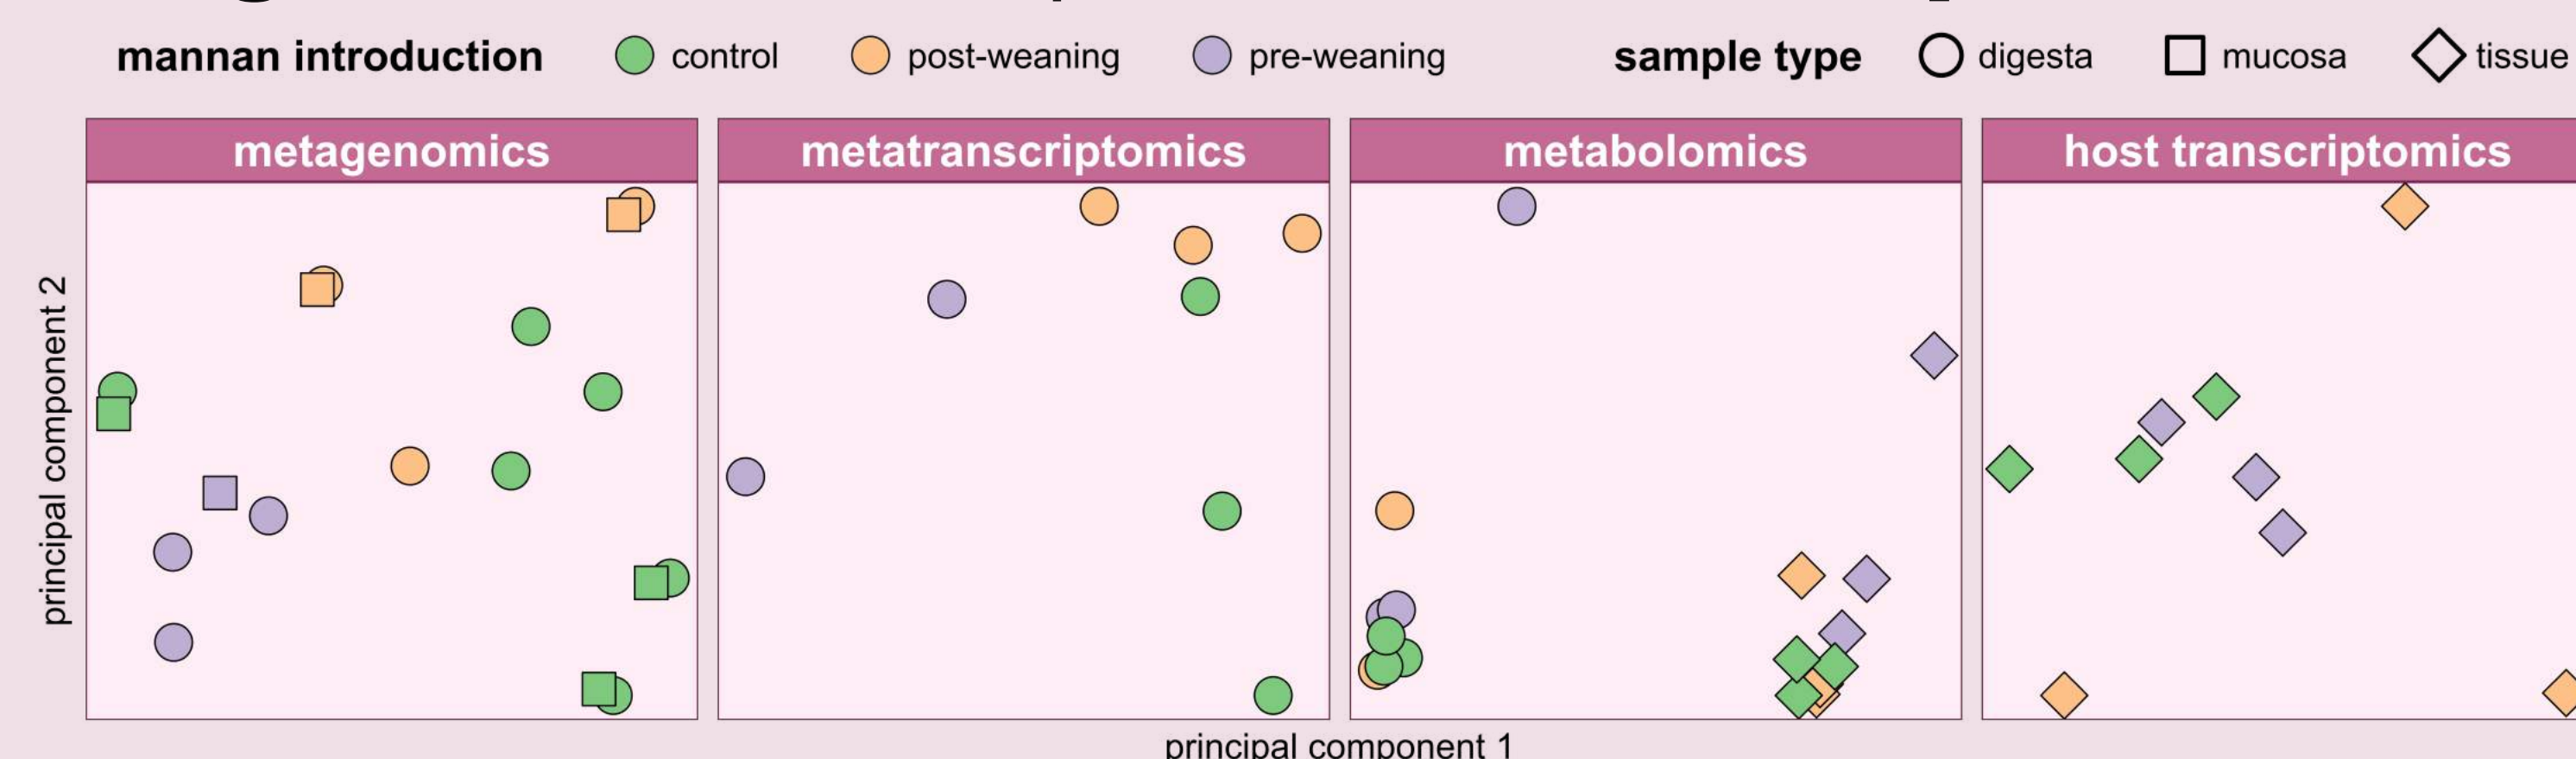 mannan introduction control post-weaning pre-weaning sample type digesta mucosa tissue
metagenomics metatranscriptomics metabolomics host transcriptomics
principal component 2
principal component 1